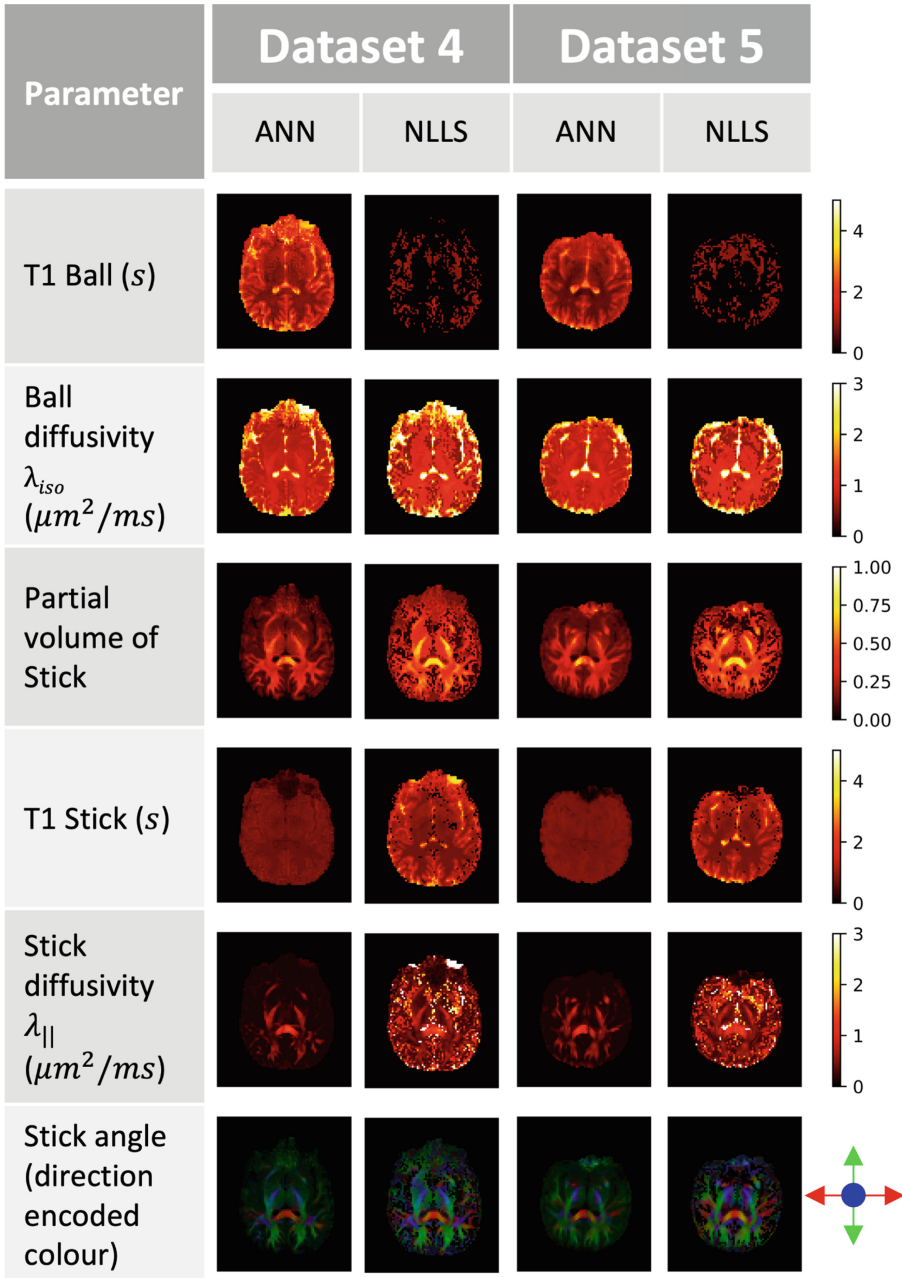 Parameter
Dataset 4
Dataset 5
ANN
NLLS
ANN
NLLS
T1 Ball (s)
4
2
0
Ball
diffusivity
λiso
(μm²/ms)
3
2
1
0
Partial
volume of
Stick
1.00
0.75
0.50
0.25
0.00
T1 Stick (s)
4
2
0
Stick
diffusivity
λ||
(μm²/ms)
3
2
1
0
Stick angle
(direction
encoded
colour)